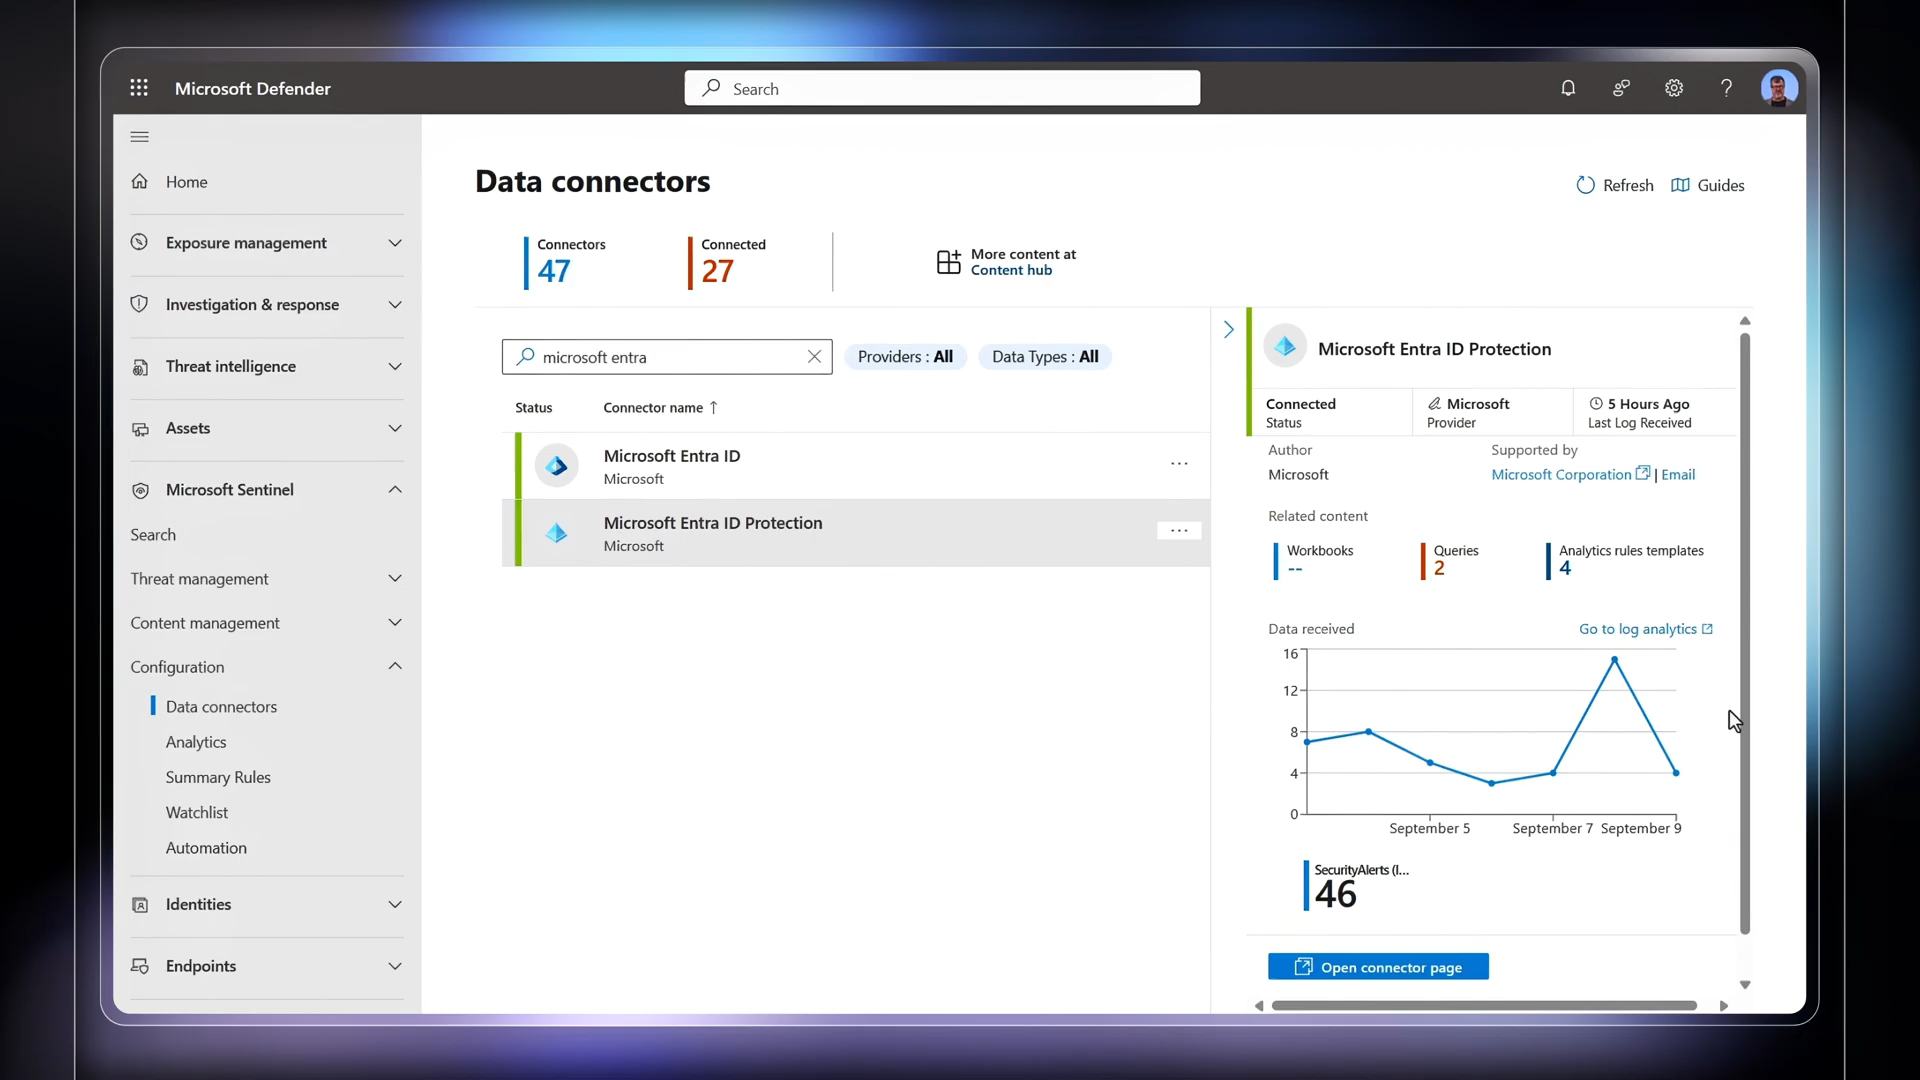 Microsoft Defender
Search
Home
Exposure management
Investigation & response
Threat intelligence
Assets
Microsoft Sentinel
Search
Threat management
Content management
Configuration
Data connectors
Analytics
Summary Rules
Watchlist
Automation
Identities
Endpoints
Data connectors
Refresh
Guides
Connectors
47
Connected
27
More content at
Content hub
microsoft entra
Providers : All
Data Types : All
Status
Connector name ↑
Microsoft Entra ID
Microsoft
Microsoft Entra ID Protection
Microsoft
Microsoft Entra ID Protection
Connected
Status
Microsoft
Provider
5 Hours Ago
Last Log Received
Author
Microsoft
Supported by
Microsoft Corporation | Email
Related content
Workbooks
--
Queries
2
Analytics rules templates
4
Data received
Go to log analytics
16
12
8
4
0
September 5
September 7
September 9
SecurityAlerts (I...
46
Open connector page